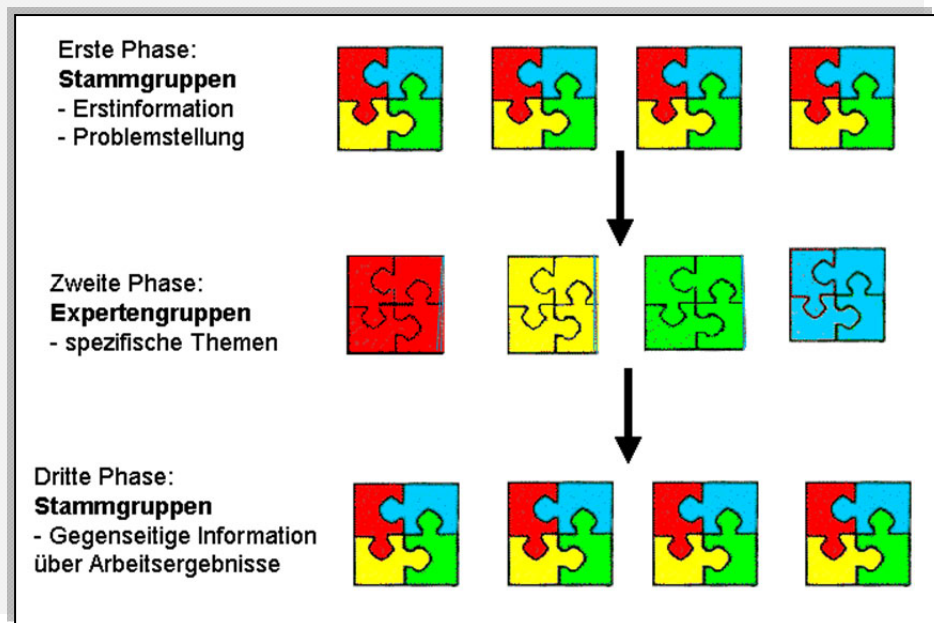 Erste Phase:
Stammgruppen
- Erstinformation
- Problemstellung
Zweite Phase:
Expertengruppen
- spezifische Themen
Dritte Phase:
Stammgruppen
- Gegenseitige Information
über Arbeitsergebnisse